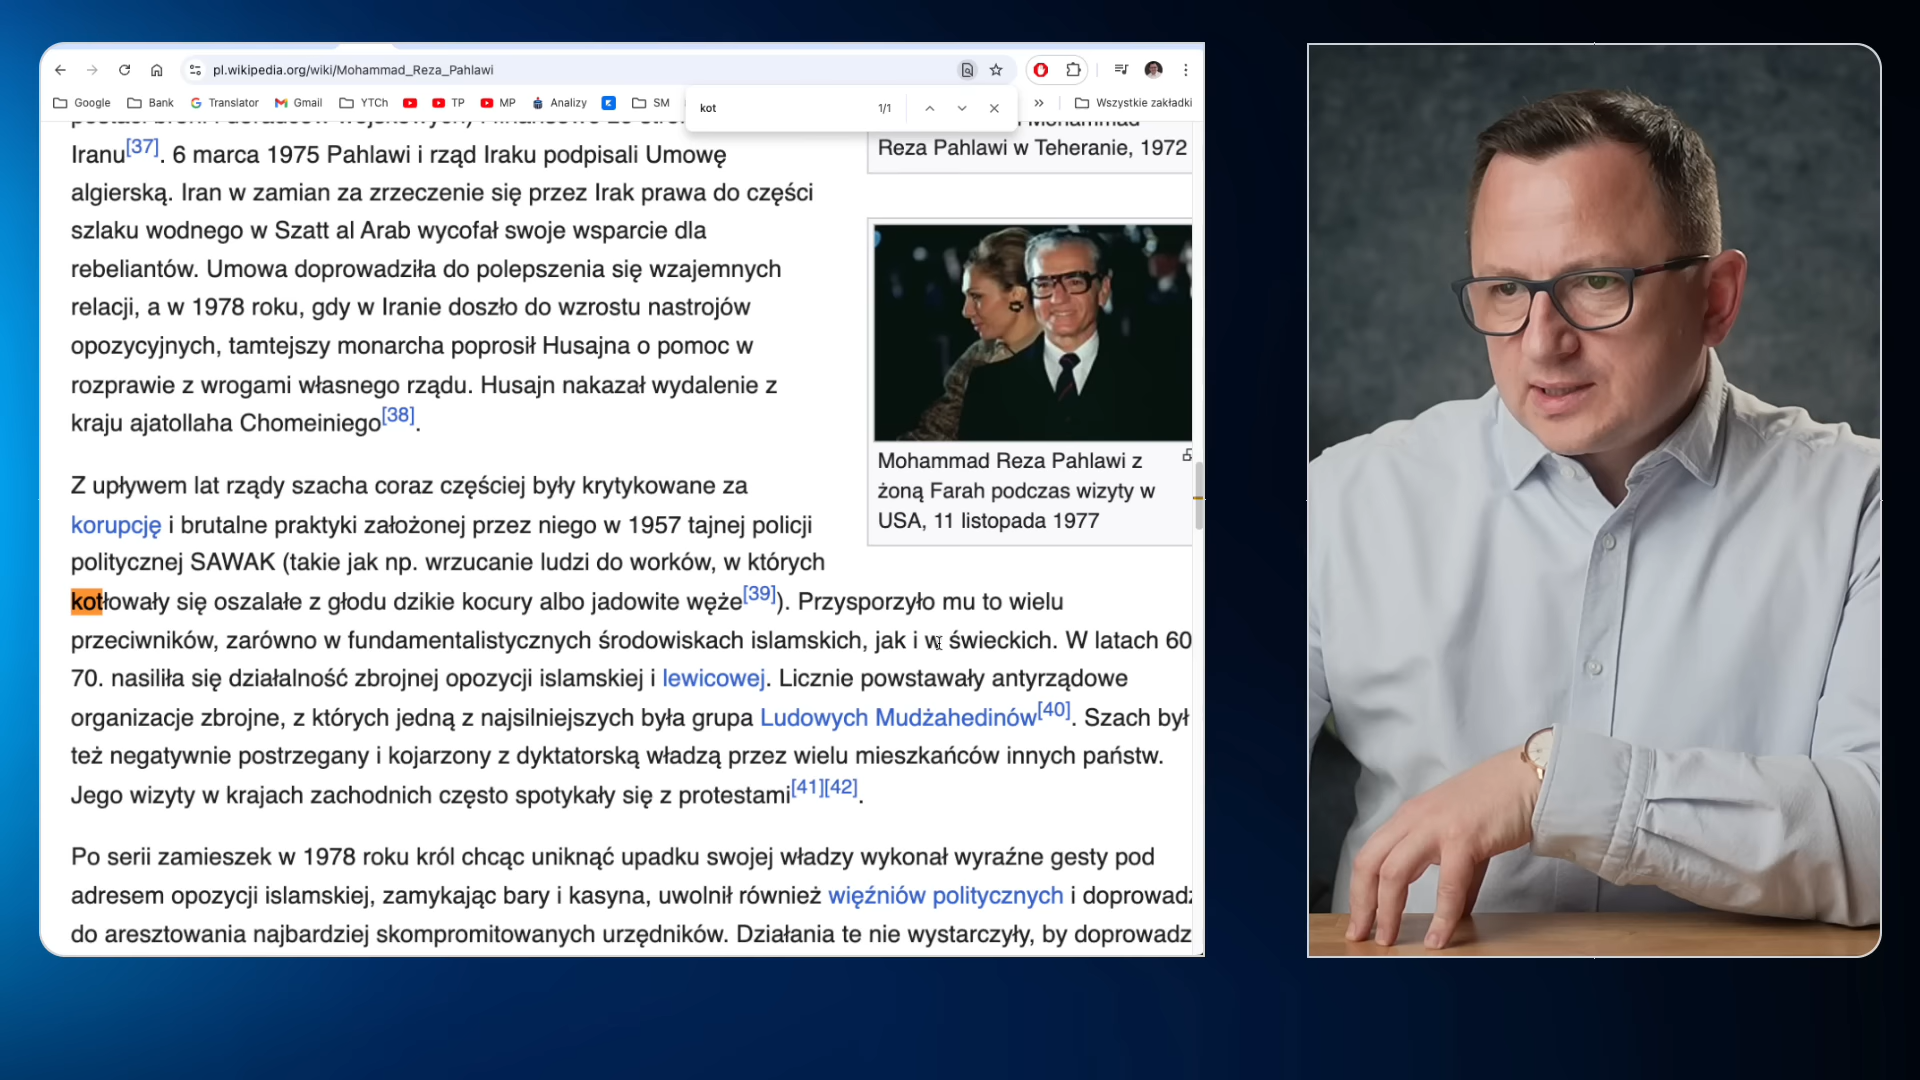 pl.wikipedia.org/wiki/Mohammad_Reza_Pahlawi
Google
Bank
Translator
Gmail
YTCh
TP
MP
Analizy
SM
»
Wszystkie zakładki
kot
1/1
Iranu[37]. 6 marca 1975 Pahlawi i rząd Iraku podpisali Umowę
algierską. Iran w zamian za zrzeczenie się przez Irak prawa do części
szlaku wodnego w Szatt al Arab wycofał swoje wsparcie dla
rebeliantów. Umowa doprowadziła do polepszenia się wzajemnych
relacji, a w 1978 roku, gdy w Iranie doszło do wzrostu nastrojów
opozycyjnych, tamtejszy monarcha poprosił Husajna o pomoc w
rozprawie z wrogami własnego rządu. Husajn nakazał wydalenie z
kraju ajatollaha Chomeiniego[38].
Mohammad
Reza Pahlawi w Teheranie, 1972
Mohammad Reza Pahlawi z
żoną Farah podczas wizyty w
USA, 11 listopada 1977
Z upływem lat rządy szacha coraz częściej były krytykowane za
korupcję i brutalne praktyki założonej przez niego w 1957 tajnej policji
politycznej SAWAK (takie jak np. wrzucanie ludzi do worków, w których
kotłowały się oszalałe z głodu dzikie kocury albo jadowite węże[39]). Przysporzyło mu to wielu
przeciwników, zarówno w fundamentalistycznych środowiskach islamskich, jak i w świeckich. W latach 60
70. nasiliła się działalność zbrojnej opozycji islamskiej i lewicowej. Licznie powstawały antyrządowe
organizacje zbrojne, z których jedną z najsilniejszych była grupa Ludowych Mudżahedinów[40]. Szach był
też negatywnie postrzegany i kojarzony z dyktatorską władzą przez wielu mieszkańców innych państw.
Jego wizyty w krajach zachodnich często spotykały się z protestami[41][42].
Po serii zamieszek w 1978 roku król chcąc uniknąć upadku swojej władzy wykonał wyraźne gesty pod
adresem opozycji islamskiej, zamykając bary i kasyna, uwolnił również więźniów politycznych i doprowadz
do aresztowania najbardziej skompromitowanych urzędników. Działania te nie wystarczyły, by doprowadz